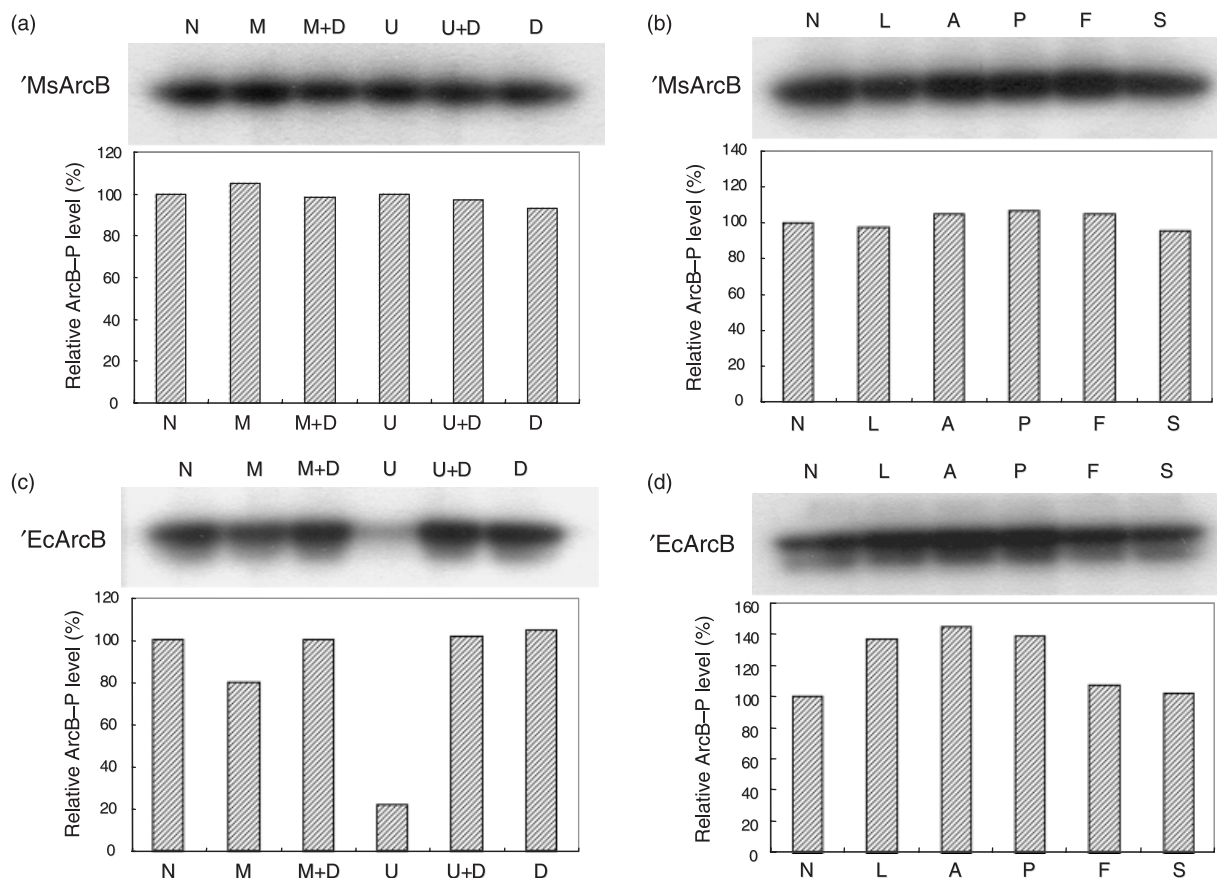 (a)
N M M+D U U+D D
′MsArcB
Relative ArcB–P level (%)
120
100
80
60
40
20
0
N M M+D U U+D D
(b)
N L A P F S
′MsArcB
Relative ArcB–P level (%)
140
120
100
80
60
40
20
0
N L A P F S
(c)
N M M+D U U+D D
′EcArcB
Relative ArcB–P level (%)
120
100
80
60
40
20
0
N M M+D U U+D D
(d)
N L A P F S
′EcArcB
Relative ArcB–P level (%)
160
140
120
100
80
60
40
20
0
N L A P F S